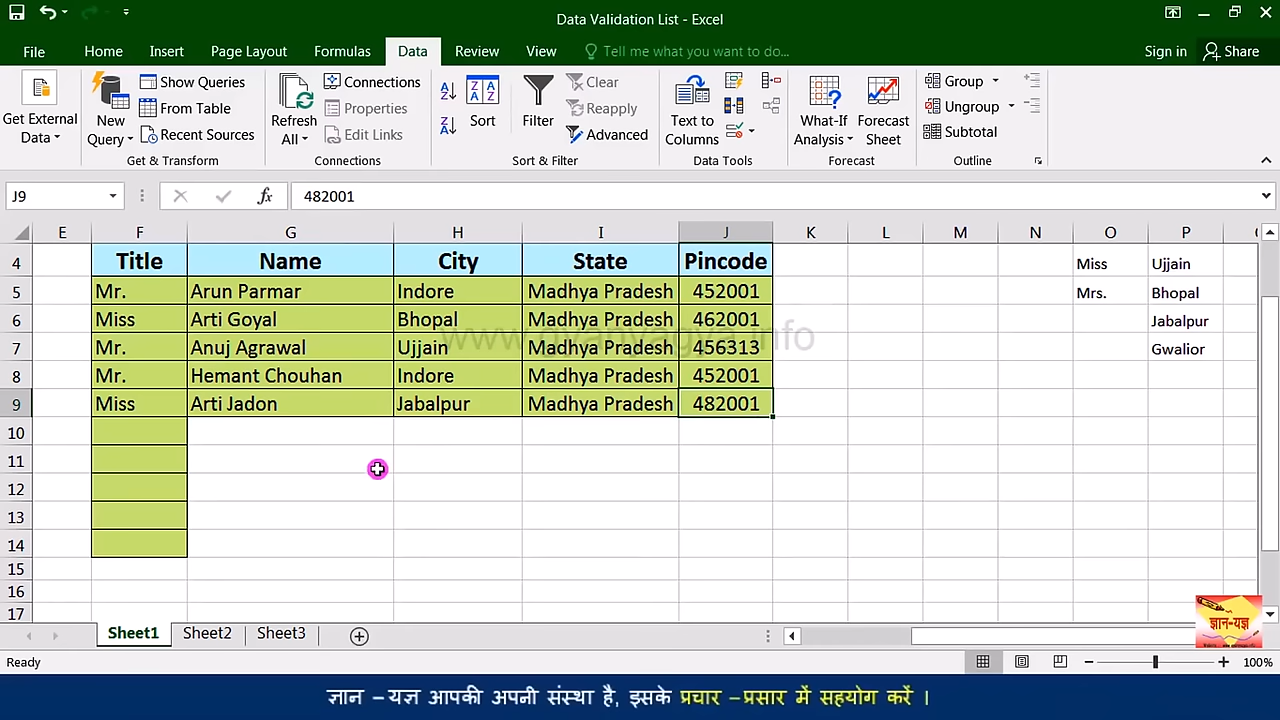 Data Validation List - Excel
File Home Insert Page Layout Formulas Data Review View Tell me what you want to do... Sign in Share
Get External Data
New Query
Show Queries
From Table
Recent Sources
Get & Transform
Refresh All
Connections
Properties
Edit Links
Connections
Sort
Filter
Clear
Reapply
Advanced
Sort & Filter
Text to Columns
Data Tools
What-If Analysis
Forecast Sheet
Forecast
Group
Ungroup
Subtotal
Outline
J9 fx 482001
E F G H I J K L M N O P
4 Title Name City State Pincode Miss Ujjain
5 Mr. Arun Parmar Indore Madhya Pradesh 452001 Mrs. Bhopal
6 Miss Arti Goyal Bhopal Madhya Pradesh 462001 Jabalpur
www.gyanyagya.info
7 Mr. Anuj Agrawal Ujjain Madhya Pradesh 456313 Gwalior
8 Mr. Hemant Chouhan Indore Madhya Pradesh 452001
9 Miss Arti Jadon Jabalpur Madhya Pradesh 482001
10
11
12
13
14
15
16
17
ज्ञान-यज्ञ
Sheet1 Sheet2 Sheet3
Ready 100%
ज्ञान –यज्ञ आपकी अपनी संस्था है, इसके प्रचार –प्रसार में सहयोग करें ।